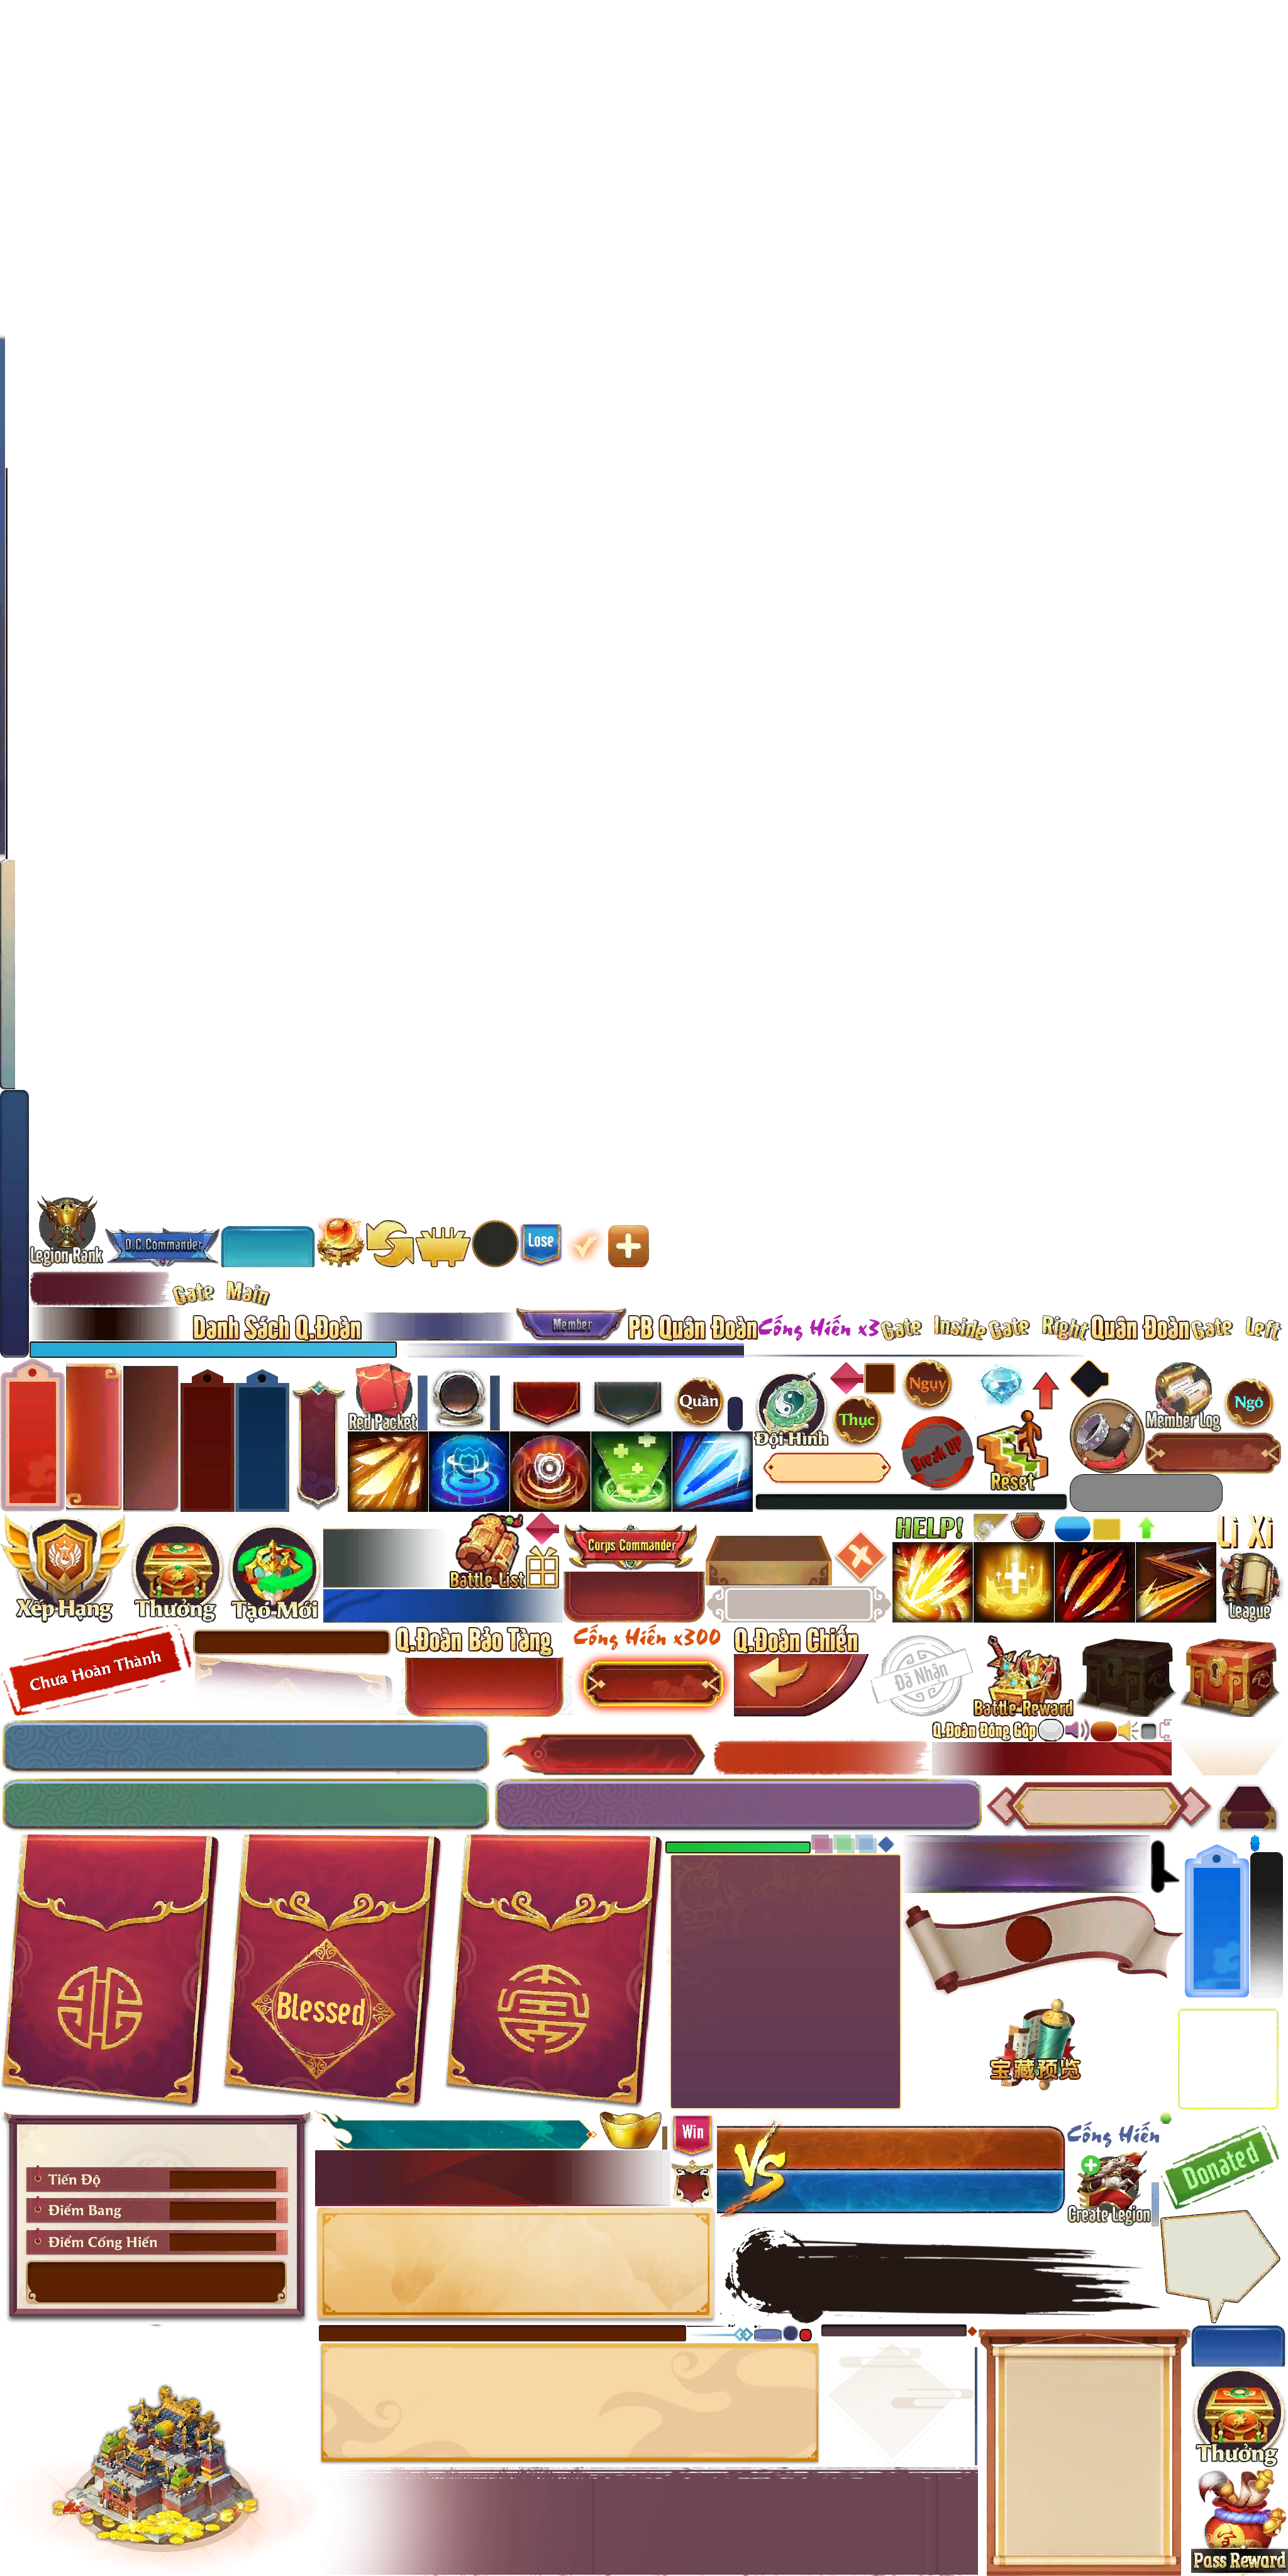 Legion Rank
D.C.Commander
Lose
Gate Main
Danh Sách Q.Đoàn
Member
PB Quân Đoàn
Cống Hiến x3
Gate Inside
Gate Right
Quân Đoàn
Gate Left
Red Packet
Quần
Đội Hình
Thục
Ngụy
Break UP
Reset
Member Log
Ngô
Xếp Hạng
Thưởng
Tạo Mới
Battle List
Corps Commander
HELP!
Lì Xì
League
Chưa Hoàn Thành
Q.Đoàn Bảo Tàng
Cống Hiến x300
Q.Đoàn Chiến
Đã Nhận
Battle Reward
Q.Đoàn Đóng Góp
Blessed
宝藏预览
Tiến Độ
Điểm Bang
Điểm Cống Hiến
Win
VS
Cống Hiến
Create Legion
Donated
Thưởng
Pass Reward